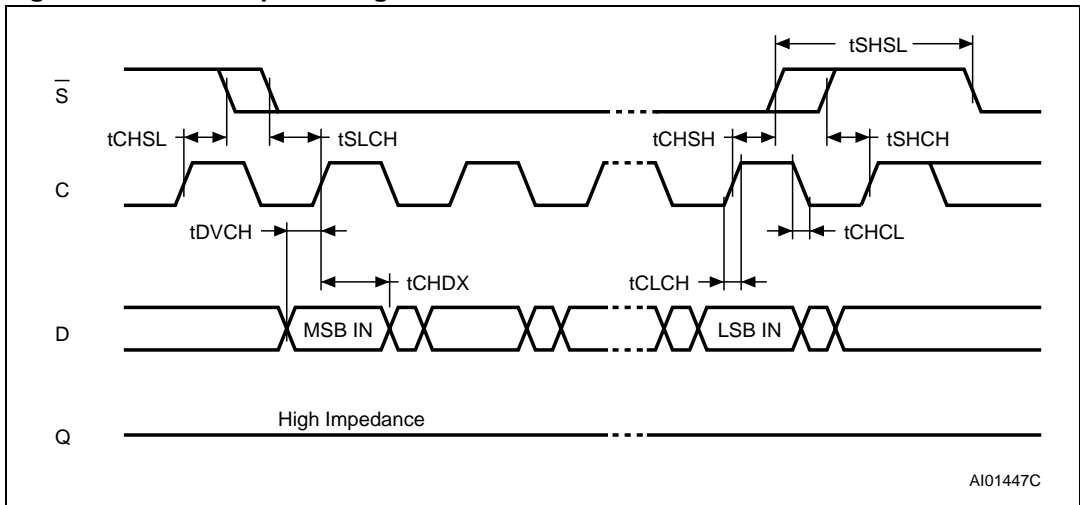 tSHSL
S
tCHSL
tSLCH
tCHSH
tSHCH
C
tDVCH
tCHCL
tCHDX
tCLCH
D
MSB IN
LSB IN
High Impedance
Q
AI01447C